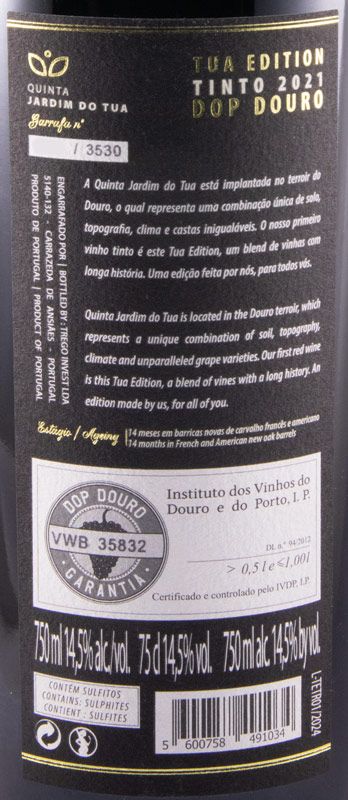 QUINTA
JARDIM DO TUA
TUA EDITION
TINTO 2021
DOP DOURO
Garrafa nº
/ 3530
ENGARRAFADO POR | BOTTLED BY : TREGO INVEST LDA
5140-132 - CARRAZEDA DE ANSIÃES - PORTUGAL
PRODUTO DE PORTUGAL | PRODUCT OF PORTUGAL
A Quinta Jardim do Tua está implantada no terroir do
Douro, o qual representa uma combinação única de solo,
topografia, clima e castas inigualáveis. O nosso primeiro
vinho tinto é este Tua Edition, um blend de vinhas com
longa história. Uma edição feita por nós, para todos vós.
Quinta Jardim do Tua is located in the Douro terroir, which
represents a unique combination of soil, topography,
climate and unparalleled grape varieties. Our first red wine
is this Tua Edition, a blend of vines with a long history. An
edition made by us, for all of you.
Estágio / Ageing
14 meses em barricas novas de carvalho francês e americano
14 months in French and American new oak barrels
DOP DOURO
VWB 35832
GARANTIA
Instituto dos Vinhos do
Douro e do Porto, I. P.
DL n.º 94/2012
> 0,5 l e ≤ 1,00 l
Certificado e controlado pelo IVDP, I.P.
750 ml 14,5% alc/vol. 75 cl 14,5% vol. 750 ml alc. 14,5% by vol.
CONTÉM SULFITOS
CONTAINS: SULPHITES
CONTIENT : SULFITES
5 600758 491034
L-TETR01/2024